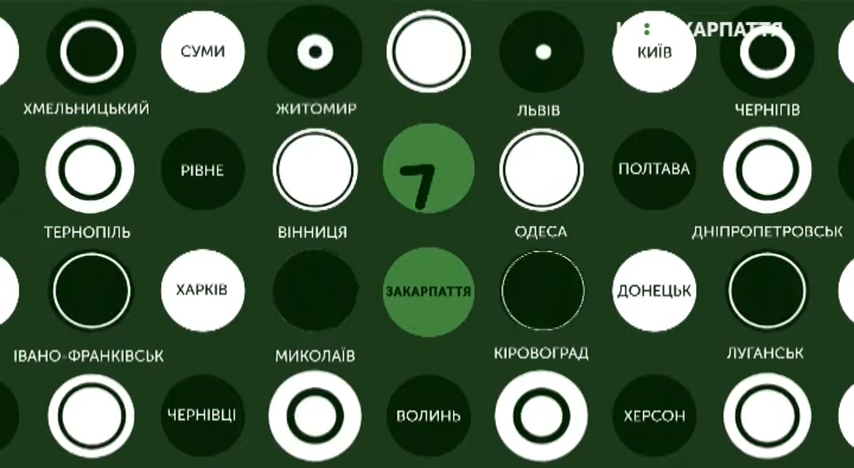 КАРПАТТЯ
СУМИ
КИЇВ
ХМЕЛЬНИЦЬКИЙ ЖИТОМИР ЛЬВІВ ЧЕРНІГІВ
РІВНЕ ПОЛТАВА
ТЕРНОПІЛЬ ВІННИЦЯ ОДЕСА ДНІПРОПЕТРОВСЬК
ХАРКІВ ЗАКАРПАТТЯ ДОНЕЦЬК
ІВАНО-ФРАНКІВСЬК МИКОЛАЇВ КІРОВОГРАД ЛУГАНСЬК
ЧЕРНІВЦІ ВОЛИНЬ ХЕРСОН